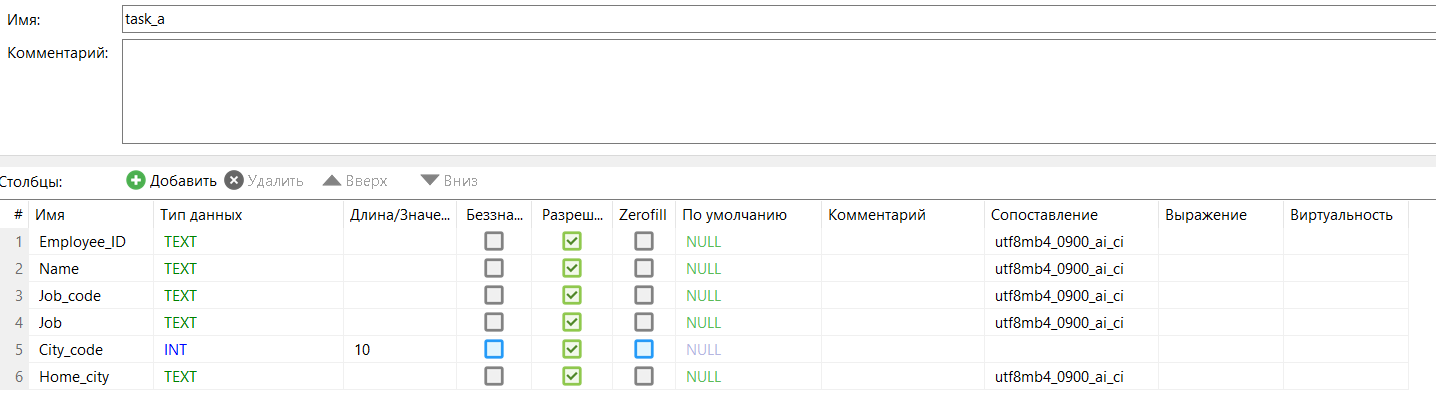 Имя: task_a
Комментарий:
Столбцы: Добавить Удалить Вверх Вниз
# Имя Тип данных Длина/Значе... Беззна... Разреш... Zerofill По умолчанию Комментарий Сопоставление Выражение Виртуальность
1 Employee_ID TEXT NULL utf8mb4_0900_ai_ci
2 Name TEXT NULL utf8mb4_0900_ai_ci
3 Job_code TEXT NULL utf8mb4_0900_ai_ci
4 Job TEXT NULL utf8mb4_0900_ai_ci
5 City_code INT 10 NULL
6 Home_city TEXT NULL utf8mb4_0900_ai_ci